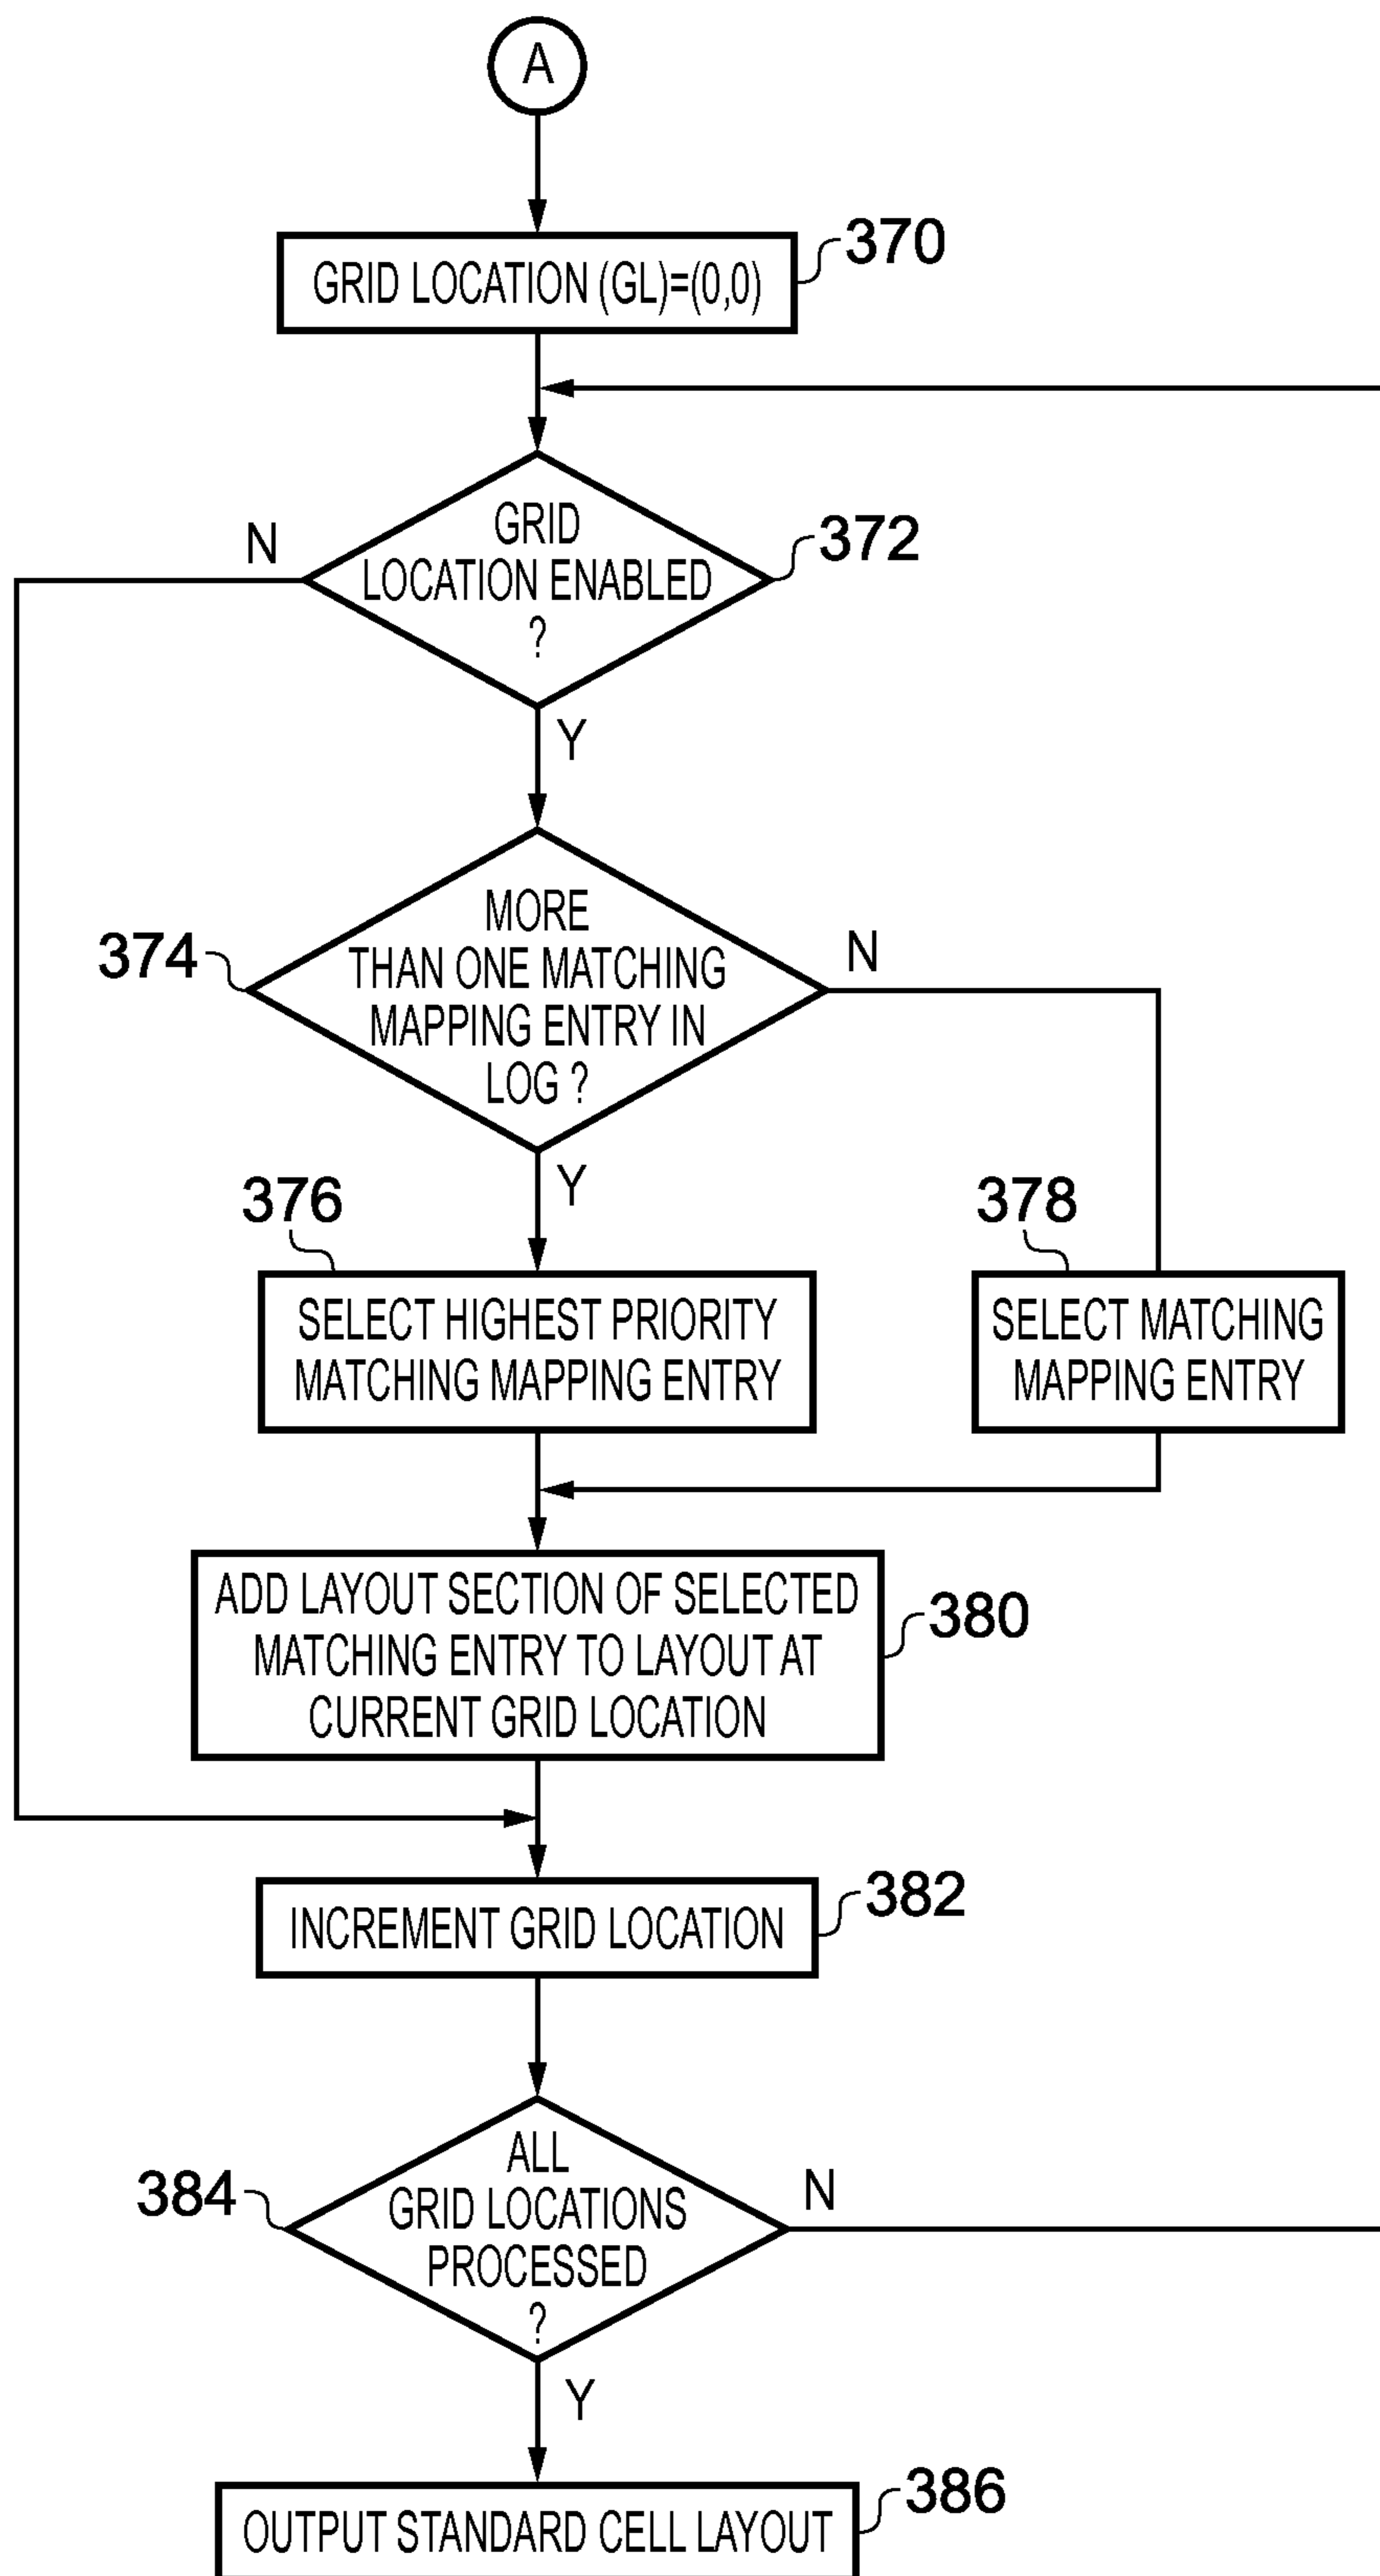 A
GRID LOCATION (GL)=(0,0)
370
GRID
LOCATION ENABLED
?
372
N
Y
MORE
THAN ONE MATCHING
MAPPING ENTRY IN
LOG ?
374
N
Y
376
SELECT HIGHEST PRIORITY
MATCHING MAPPING ENTRY
378
SELECT MATCHING
MAPPING ENTRY
ADD LAYOUT SECTION OF SELECTED
MATCHING ENTRY TO LAYOUT AT
CURRENT GRID LOCATION
380
INCREMENT GRID LOCATION
382
ALL
GRID LOCATIONS
PROCESSED
?
384
N
Y
OUTPUT STANDARD CELL LAYOUT
386